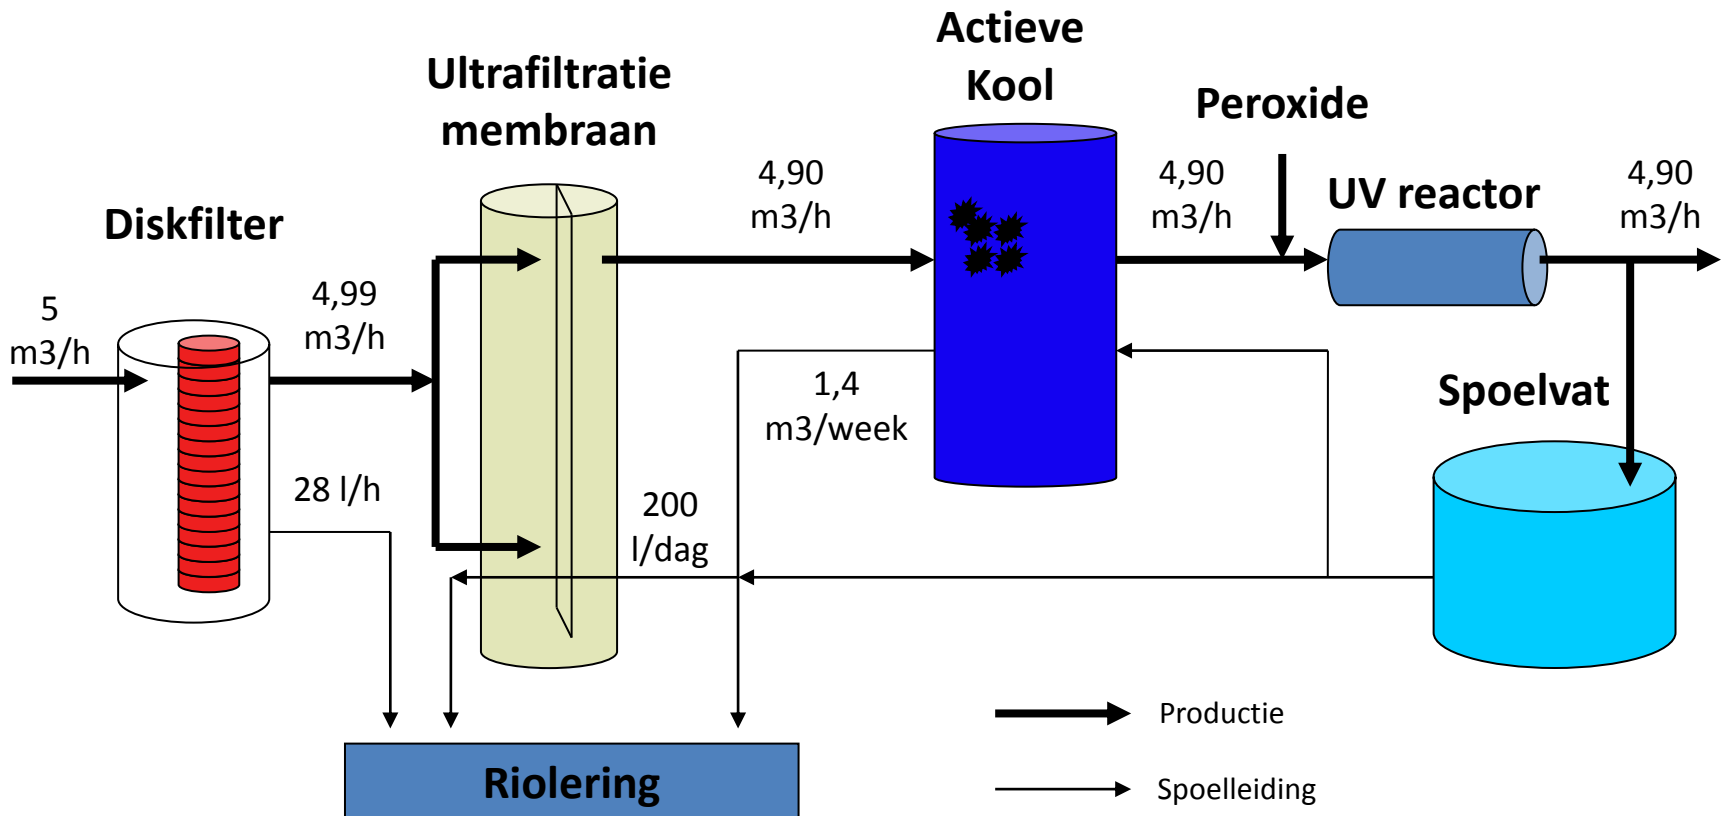 Actieve
Kool
Ultrafiltratie
membraan
Peroxide
4,90
m3/h
4,90
m3/h
UV reactor
4,90
m3/h
Diskfilter
5
m3/h
4,99
m3/h
1,4
m3/week
Spoelvat
28 l/h
200
l/dag
Productie
Riolering
Spoelleiding